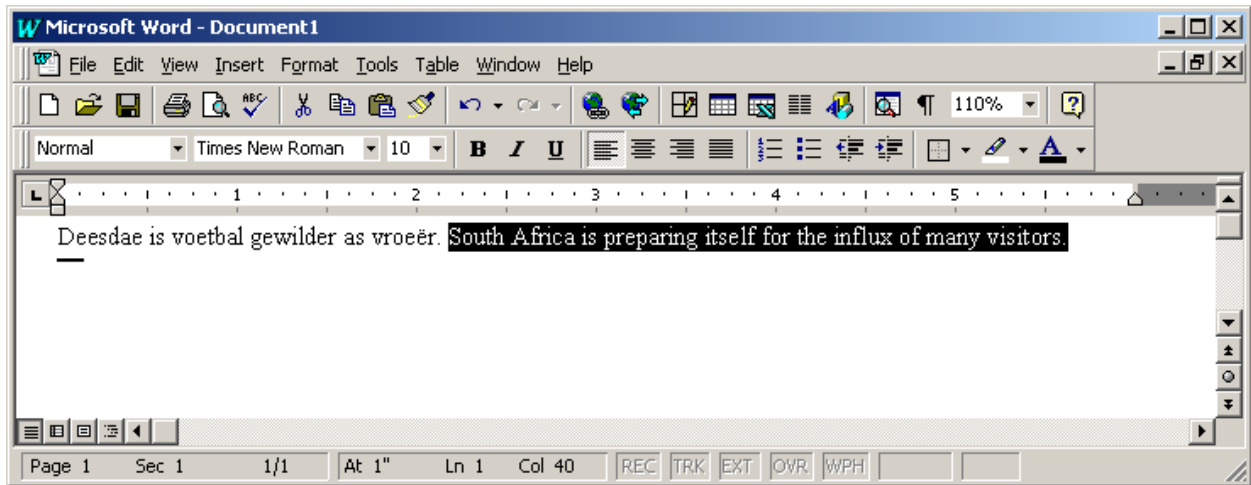 Microsoft Word - Document1
File Edit View Insert Format Tools Table Window Help
ABC 110%
Normal Times New Roman 10 B I U A
1 2 3 4 5
Deesdae is voetbal gewilder as vroeër. South Africa is preparing itself for the influx of many visitors.
Page 1 Sec 1 1/1 At 1" Ln 1 Col 40 REC TRK EXT OVR WPH